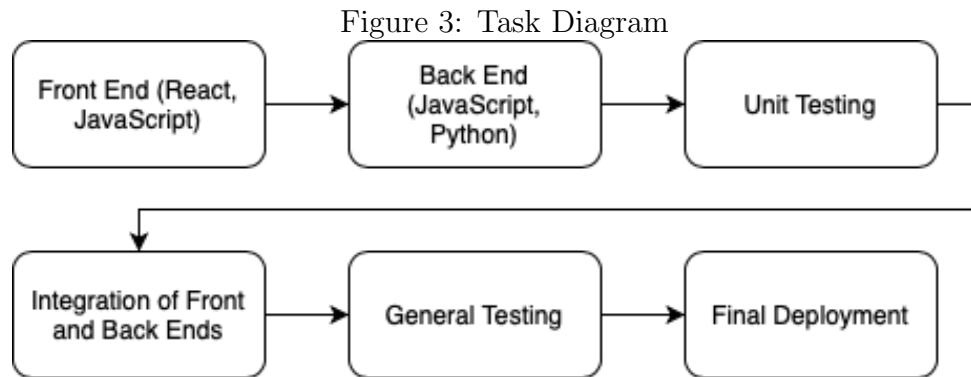 Figure 3: Task Diagram
Front End (React,
JavaScript)
Back End
(JavaScript,
Python)
Unit Testing
Integration of Front
and Back Ends
General Testing
Final Deployment